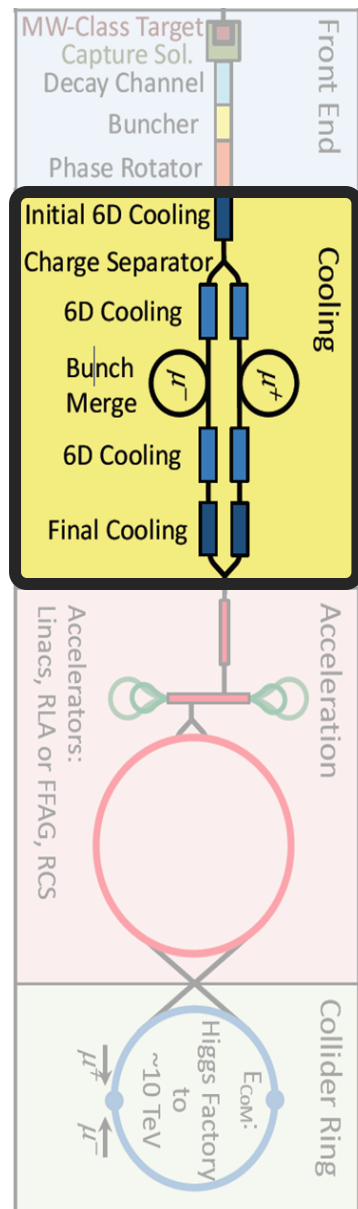 MW-Class Target
Capture Sol.
Decay Channel
Buncher
Phase Rotator
Front End
Initial 6D Cooling
Charge Separator
6D Cooling
Bunch
Merge
μ⁻
μ⁺
6D Cooling
Final Cooling
Cooling
Accelerators:
Linacs, RLA or FFAG, RCS
Acceleration
Collider Ring
E_CoM:
Higgs Factory
to
~10 TeV
μ⁺
μ⁻